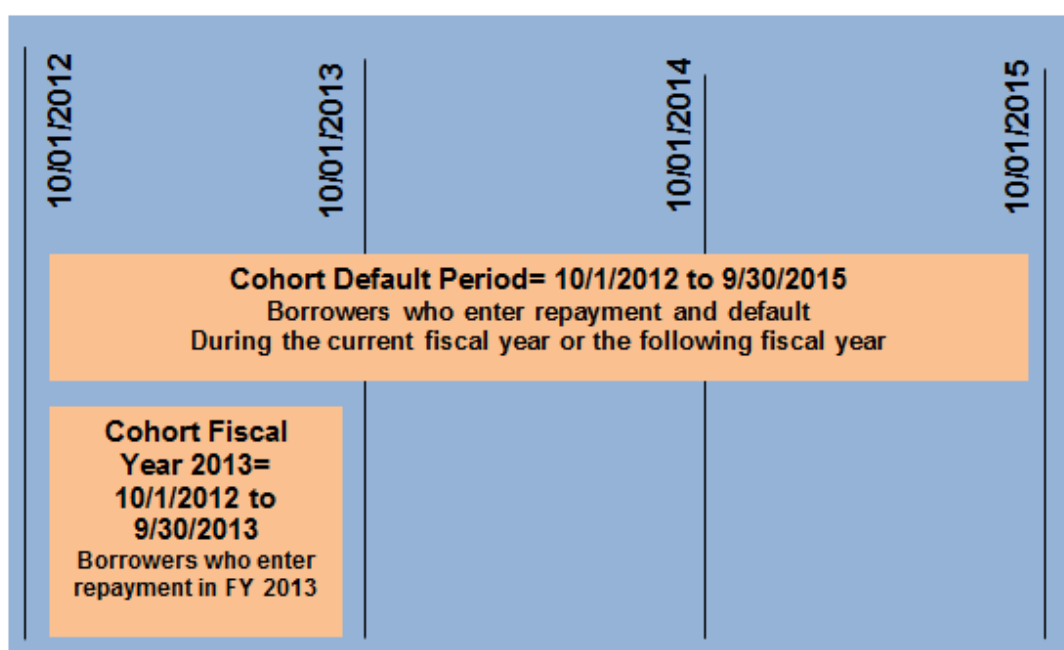 10/01/2012
10/01/2013
10/01/2014
10/01/2015
Cohort Default Period= 10/1/2012 to 9/30/2015
Borrowers who enter repayment and default
During the current fiscal year or the following fiscal year
Cohort Fiscal
Year 2013=
10/1/2012 to
9/30/2013
Borrowers who enter
repayment in FY 2013